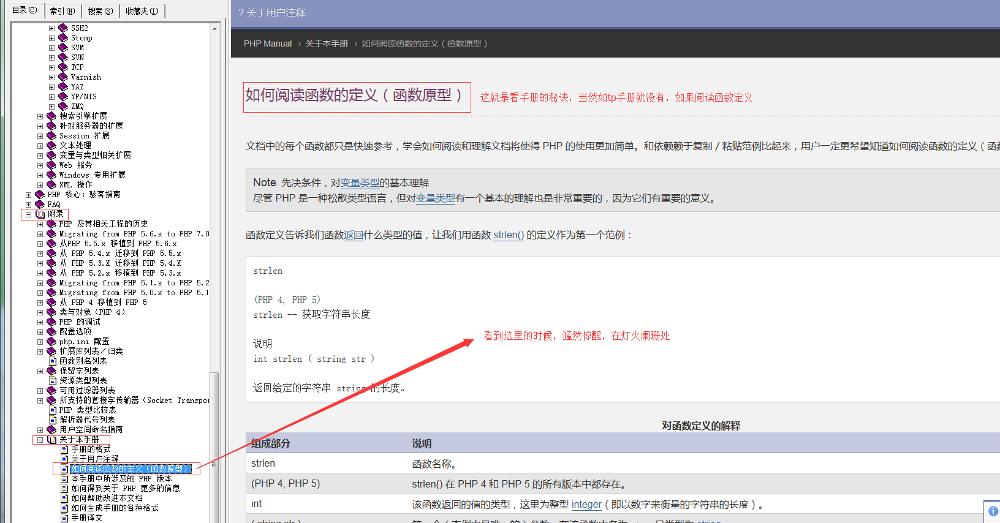 目录(C) 索引(N) 搜索(S) 收藏夹(I)
SSH2
Stomp
SVM
SVN
TCP
Varnish
YAZ
YP/NIS
ZMQ
搜索引擎扩展
针对服务器的扩展
Session 扩展
文本处理
变量与类型相关扩展
Web 服务
Windows 专用扩展
XML 操作
PHP 核心：骇客指南
FAQ
附录
PHP 及其相关工程的历史
Migrating from PHP 5.6.x to PHP 7.0
从PHP 5.5.x 移植到 PHP 5.6.x
从 PHP 5.4.x 迁移到 PHP 5.5.x
从 PHP 5.3.X 迁移到 PHP 5.4.X
从 PHP 5.2.x 移植到 PHP 5.3.x
Migrating from PHP 5.1.x to PHP 5.2
Migrating from PHP 5.0.x to PHP 5.1
从 PHP 4 移植到 PHP 5
类与对象（PHP 4）
PHP 的调试
配置选项
php.ini 配置
扩展库列表／归类
函数别名列表
保留字列表
资源类型列表
可用过滤器列表
所支持的套接字传输器（Socket Transpor
PHP 类型比较表
解析器代号列表
用户空间命名指南
关于本手册
手册的格式
关于用户注释
如何阅读函数的定义（函数原型）
本手册中所涉及的 PHP 版本
如何得到关于 PHP 更多的信息
如何帮助改进本文档
如何生成手册的各种格式
手册译文
? 关于用户注释
PHP Manual › 关于本手册 › 如何阅读函数的定义（函数原型）
如何阅读函数的定义（函数原型） 这就是看手册的秘诀，当然如tp手册就没有，如果阅读函数定义
文档中的每个函数都只是快速参考，学会如何阅读和理解文档将使得 PHP 的使用更加简单。和依赖赖于复制 / 粘贴范例比起来，用户一定更希望知道如何阅读函数的定义（函
Note: 先决条件，对变量类型的基本理解
尽管 PHP 是一种松散类型语言，但对变量类型有一个基本的理解也是非常重要的，因为它们有重要的意义。
函数定义告诉我们函数返回什么类型的值，让我们用函数 strlen() 的定义作为第一个范例：
strlen
(PHP 4, PHP 5)
strlen -- 获取字符串长度
看到这里的时候，猛然惊醒，在灯火阑珊处
说明
int strlen ( string str )
返回给定的字符串 string 的长度。
对函数定义的解释
组成部分 说明
strlen 函数名称。
(PHP 4, PHP 5) strlen() 在 PHP 4 和 PHP 5 的所有版本中都存在。
int 该函数返回的值的类型，这里为整型 integer（即以数字来衡量的字符串的长度）。